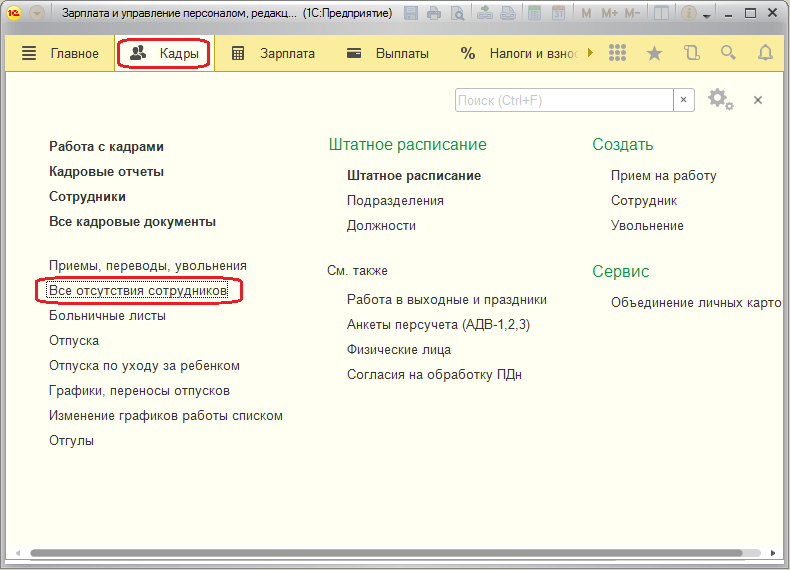 Зарплата и управление персоналом, редакц... (1С:Предприятие)
M M+ M-
Главное Кадры Зарплата Выплаты % Налоги и взнос
Поиск (Ctrl+F)
Работа с кадрами
Кадровые отчеты
Сотрудники
Все кадровые документы
Приемы, переводы, увольнения
Все отсутствия сотрудников
Больничные листы
Отпуска
Отпуска по уходу за ребенком
Графики, переносы отпусков
Изменение графиков работы списком
Отгулы
Штатное расписание
Штатное расписание
Подразделения
Должности
См. также
Работа в выходные и праздники
Анкеты персучета (АДВ-1,2,3)
Физические лица
Согласия на обработку ПДн
Создать
Прием на работу
Сотрудник
Увольнение
Сервис
Объединение личных карто